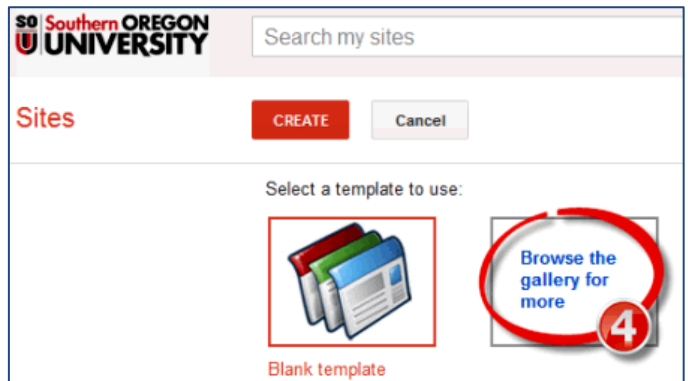 SO Southern OREGON
U UNIVERSITY
Search my sites
Sites
CREATE
Cancel
Select a template to use:
Browse the
gallery for
more
4
Blank template